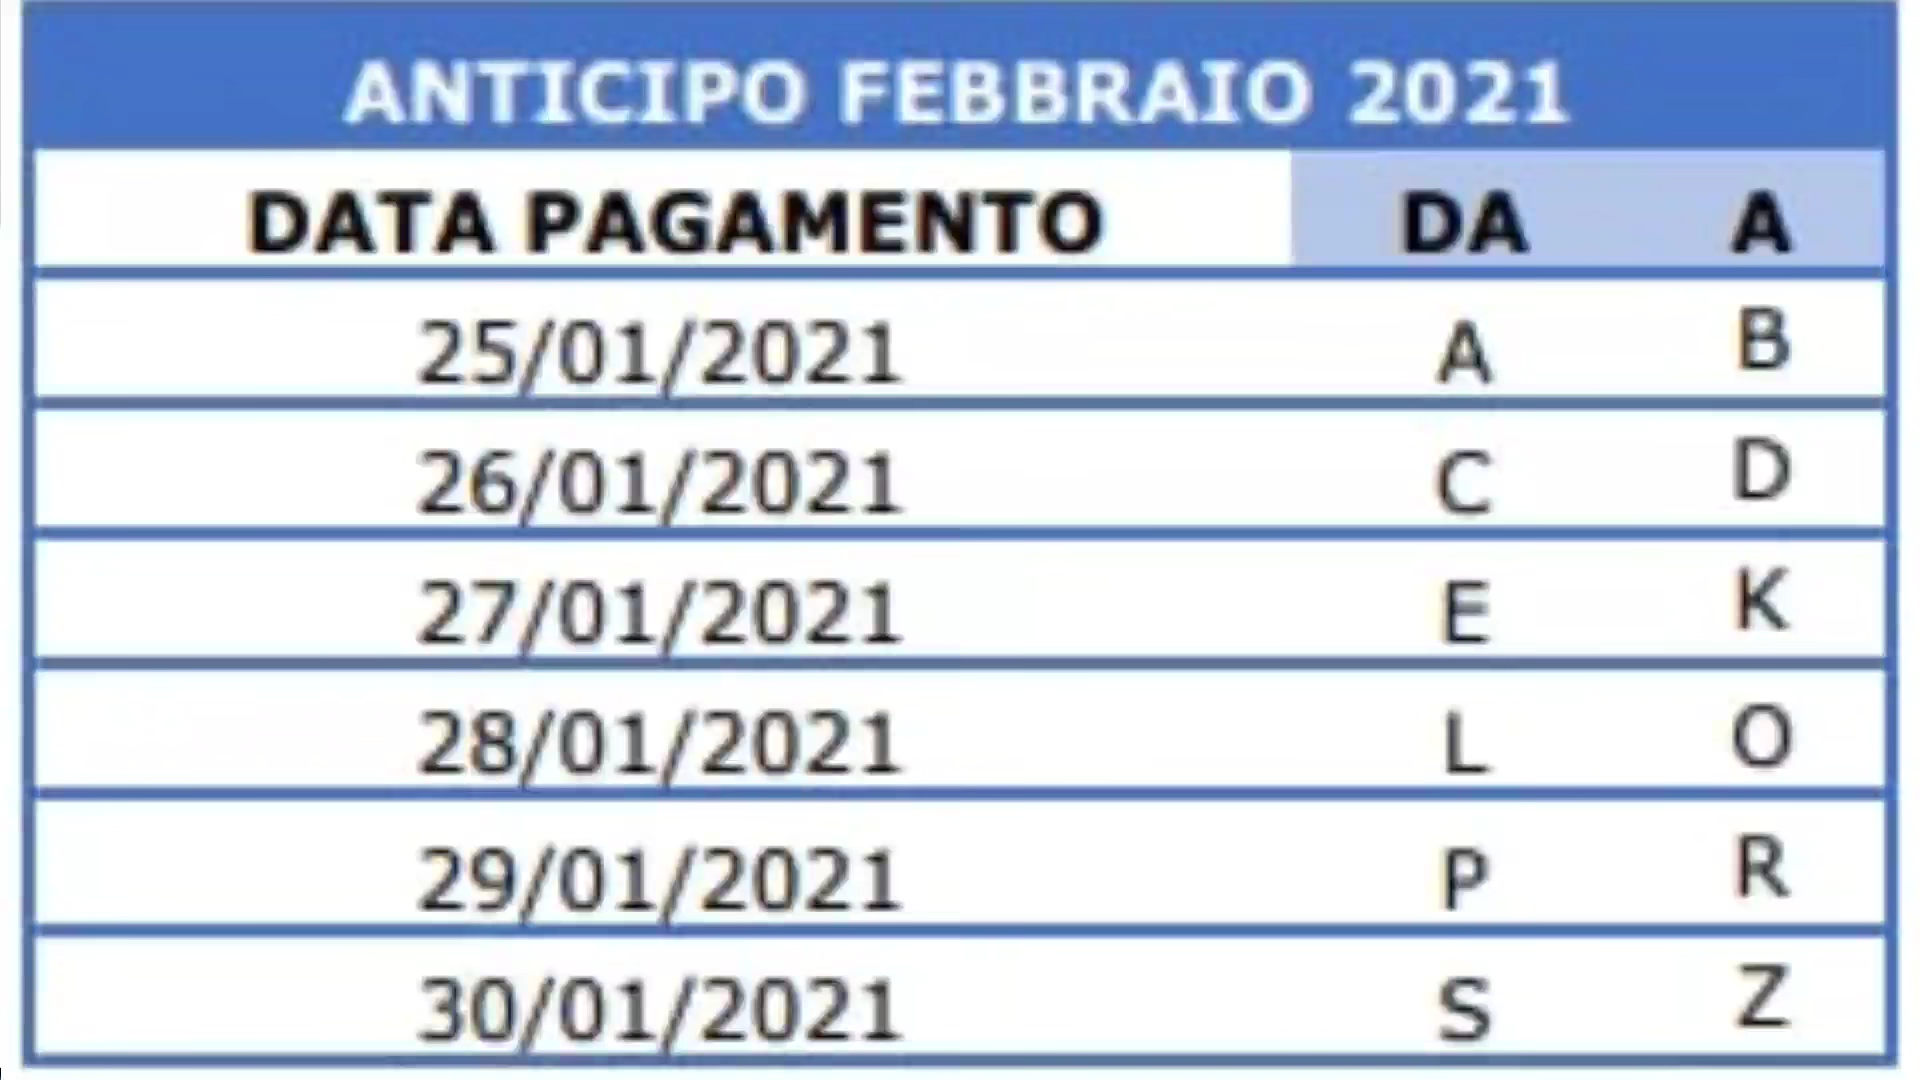 ANTICIPO FEBBRAIO 2021
DATA PAGAMENTO DA A
25/01/2021 A B
26/01/2021 C D
27/01/2021 E K
28/01/2021 L O
29/01/2021 P R
30/01/2021 S Z